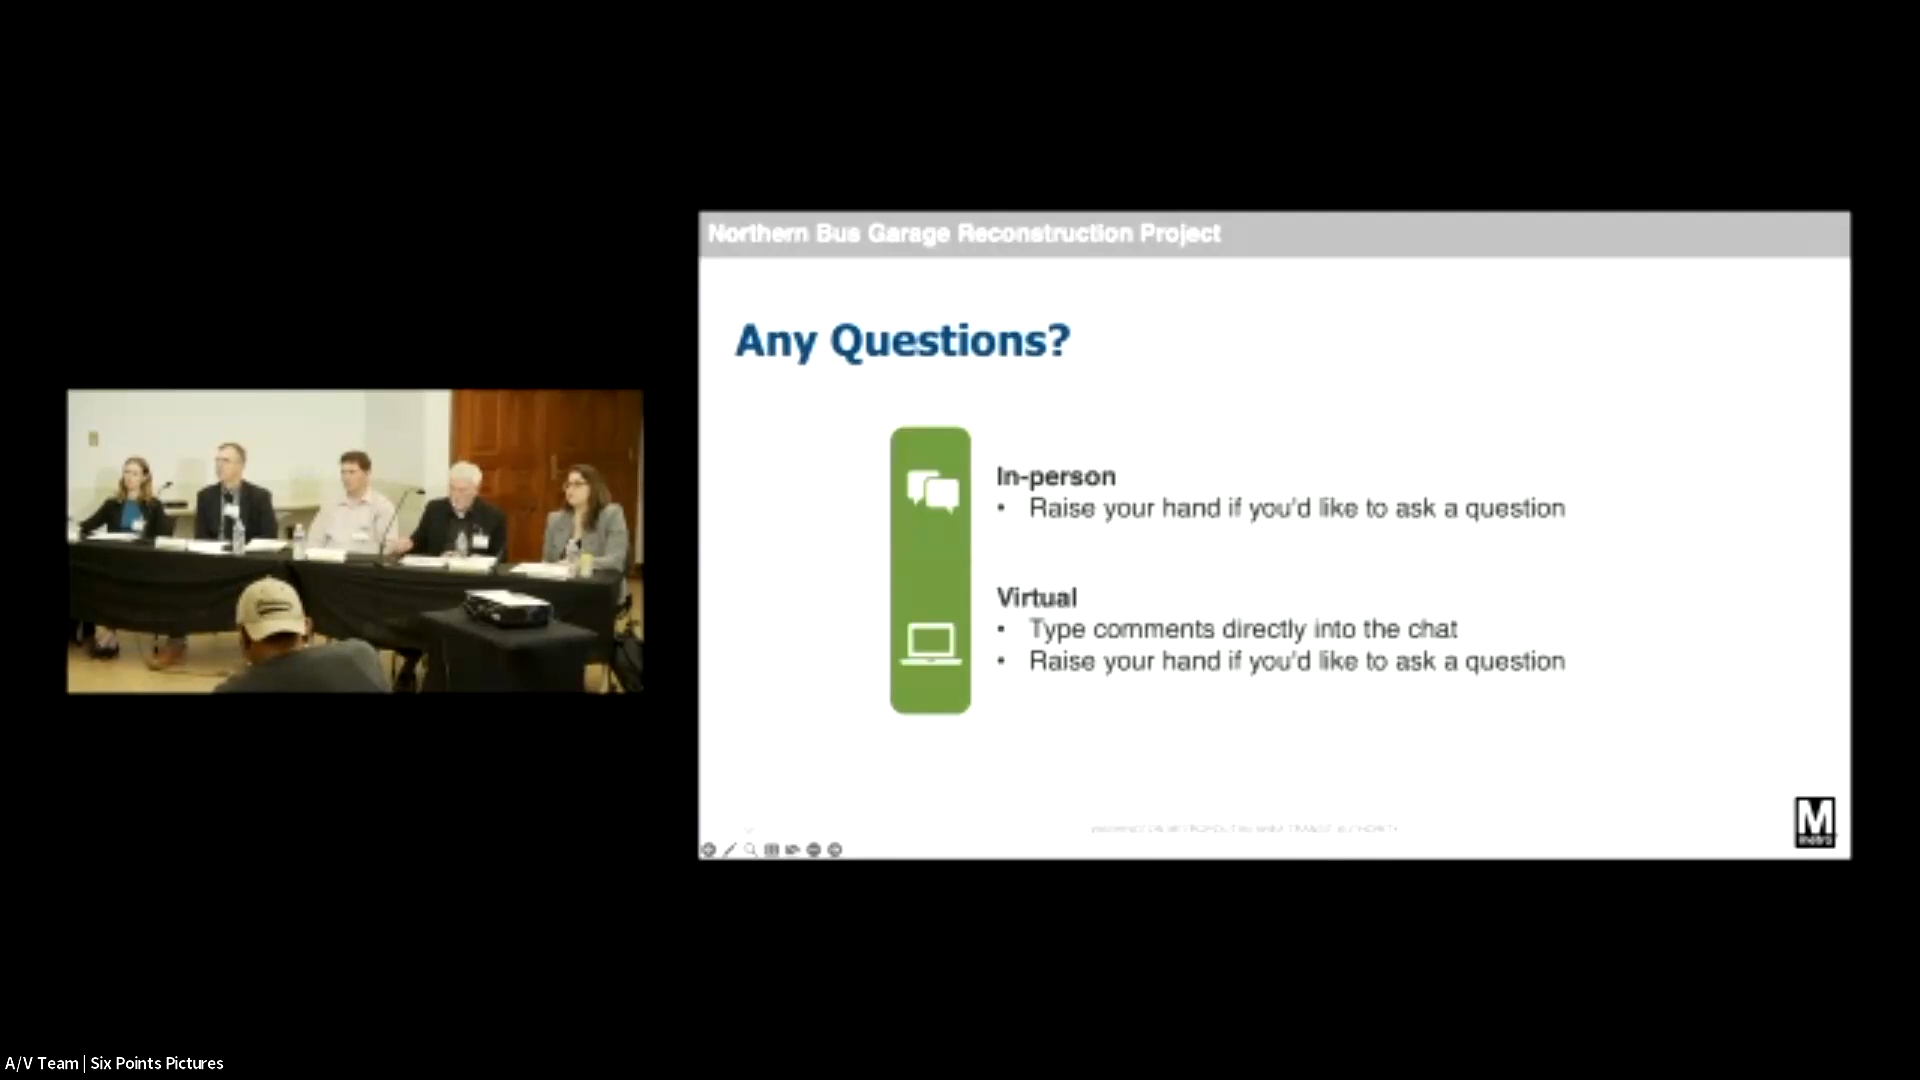 Northern Bus Garage Reconstruction Project
Any Questions?
In-person
• Raise your hand if you'd like to ask a question
Virtual
• Type comments directly into the chat
• Raise your hand if you'd like to ask a question
M
metro
A/V Team | Six Points Pictures